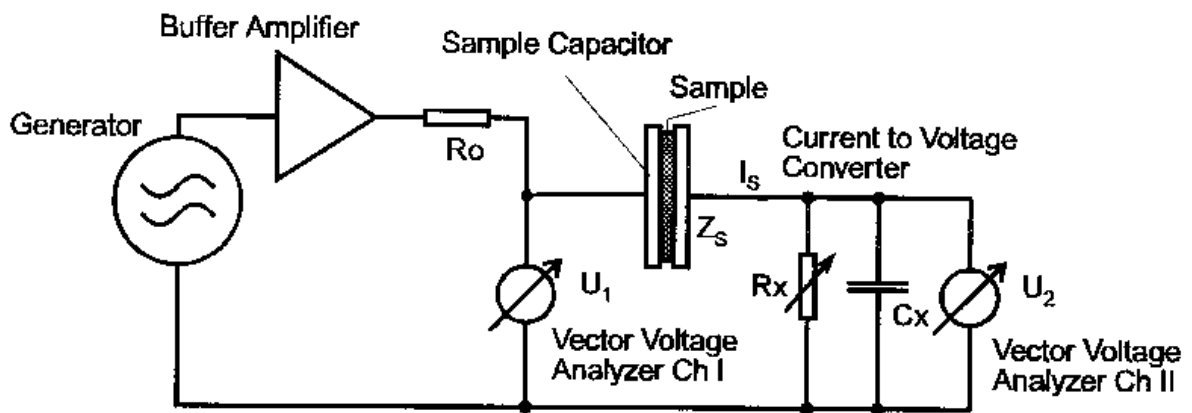 Buffer Amplifier
Sample Capacitor
Sample
Generator
Ro
Current to Voltage
Converter
Is
Zs
Rx
Cx
U1
U2
Vector Voltage
Analyzer Ch I
Vector Voltage
Analyzer Ch II